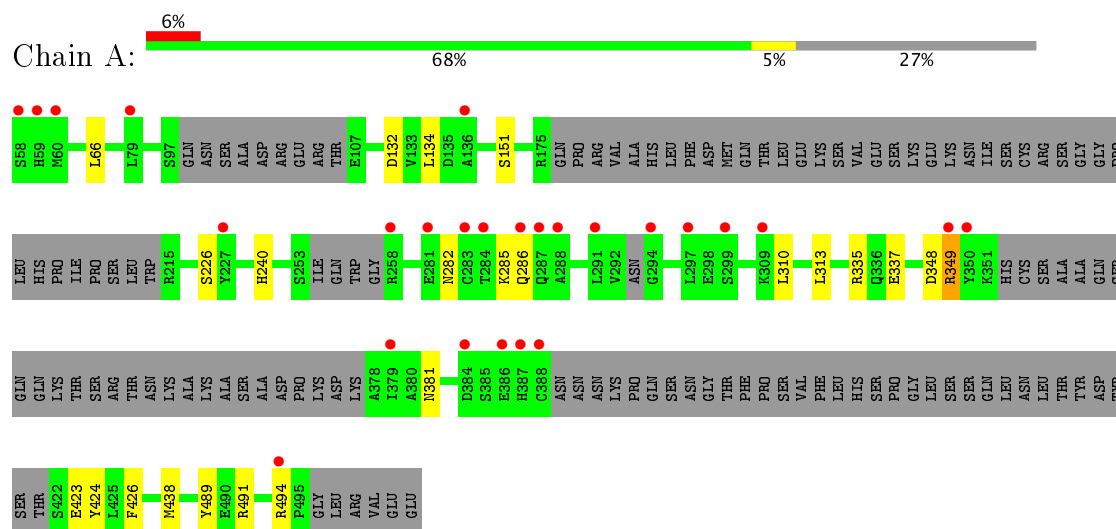 6%
Chain A:
68% 5% 27%
S58 H59 M60 L66 L79 S97 GLN ASN SER ALA ASP ARG GLU ARG THR E107 D132 V133 L134 D135 A136 S151 R175 GLN PRO ARG VAL ALA HIS LEU PHE ASP MET GLN THR LEU GLU LYS SER VAL GLU SER LYS GLU LYS ASN ILE SER CYS ARG SER GLY GLY
LEU HIS PRO ILE PRO SER LEU TRP R215 S226 Y227 H240 S253 ILE GLN TRP GLY R258 E281 N282 C283 T284 K285 Q286 Q287 A288 L291 V292 ASN G294 L297 E298 S299 K309 L310 L313 R335 Q336 E337 D348 R349 Y350 K351 HIS CYS SER ALA ALA GLN
GLN GLN LYS THR SER ARG THR ASN LYS ALA LYS ALA SER ALA ASP PRO LYS ASP LYS A378 I379 A380 N381 D384 S385 E386 H387 C388 ASN ASN ASN LYS PRO GLN SER ASN GLY THR PHE PRO SER VAL PHE LEU HIS SER PRO GLY LEU SER SER GLN LEU ASN LEU THR TYR ASP
SER THR S422 E423 Y424 L425 F426 M438 Y489 E490 R491 R494 P495 GLY LEU ARG VAL GLU GLU